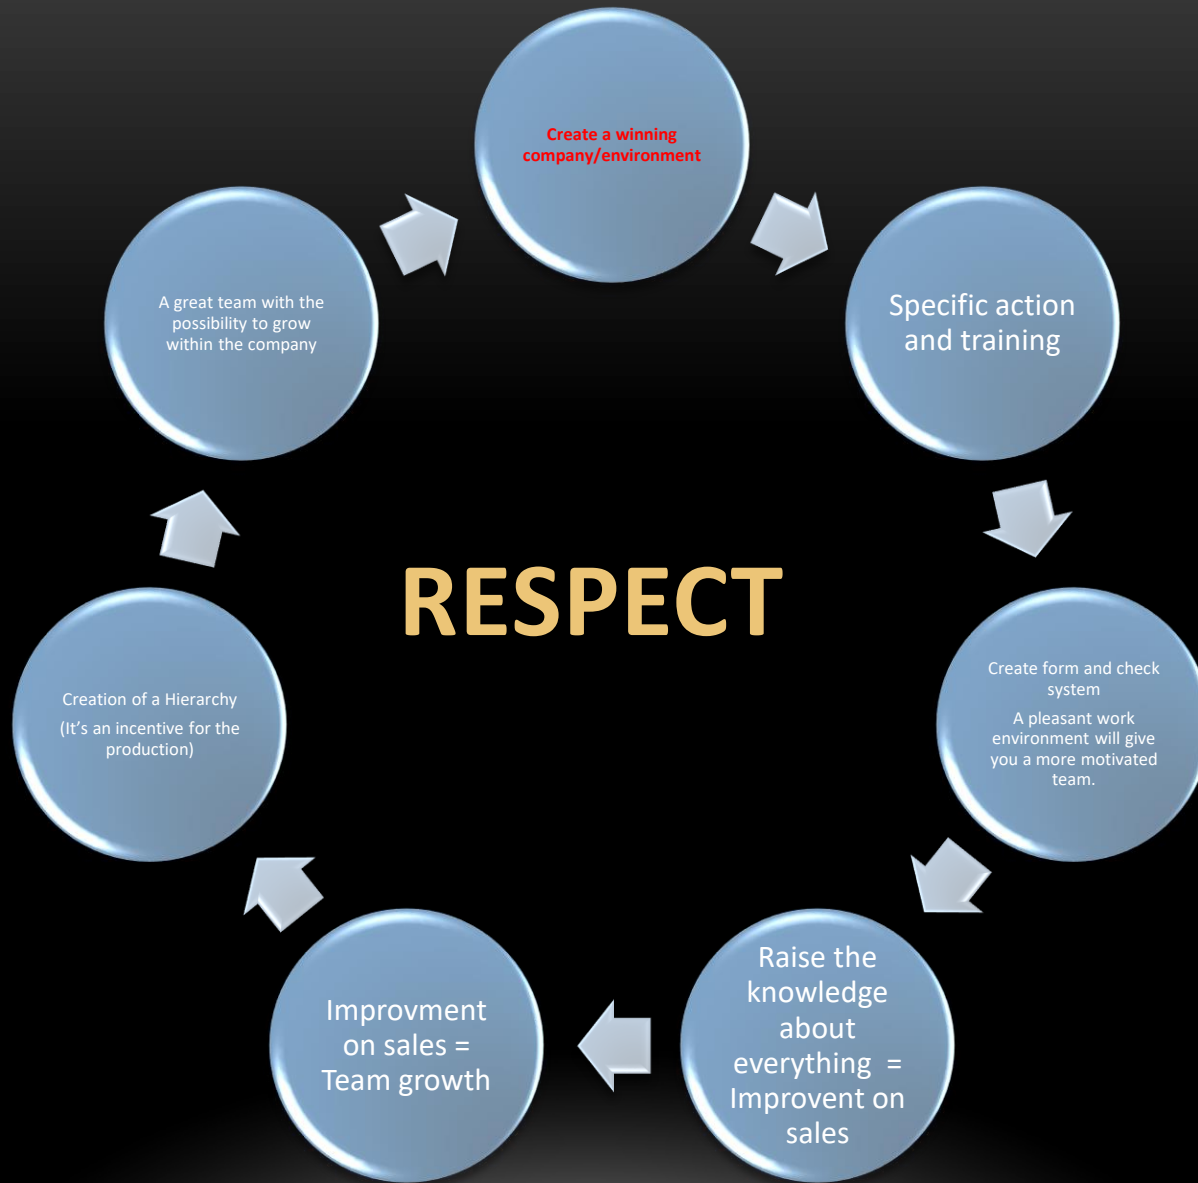 Create a winning
company/environment
Specific action
and training
Create form and check
system
A pleasant work
environment will give
you a more motivated
team.
Raise the
knowledge
about
everything =
Improvent on
sales
Improvment
on sales =
Team growth
Creation of a Hierarchy
(It's an incentive for the
production)
A great team with the
possibility to grow
within the company
RESPECT